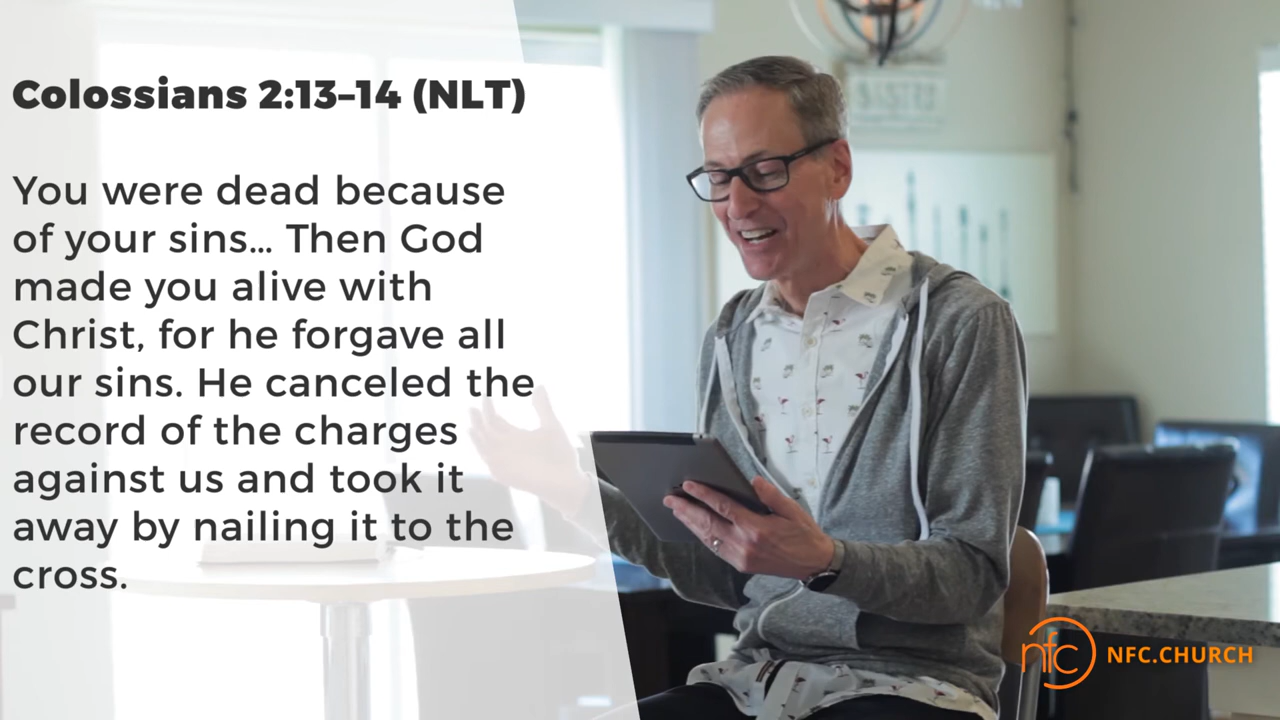 Colossians 2:13–14 (NLT)
You were dead because
of your sins… Then God
made you alive with
Christ, for he forgave all
our sins. He canceled the
record of the charges
against us and took it
away by nailing it to the
cross.
nfc NFC.CHURCH